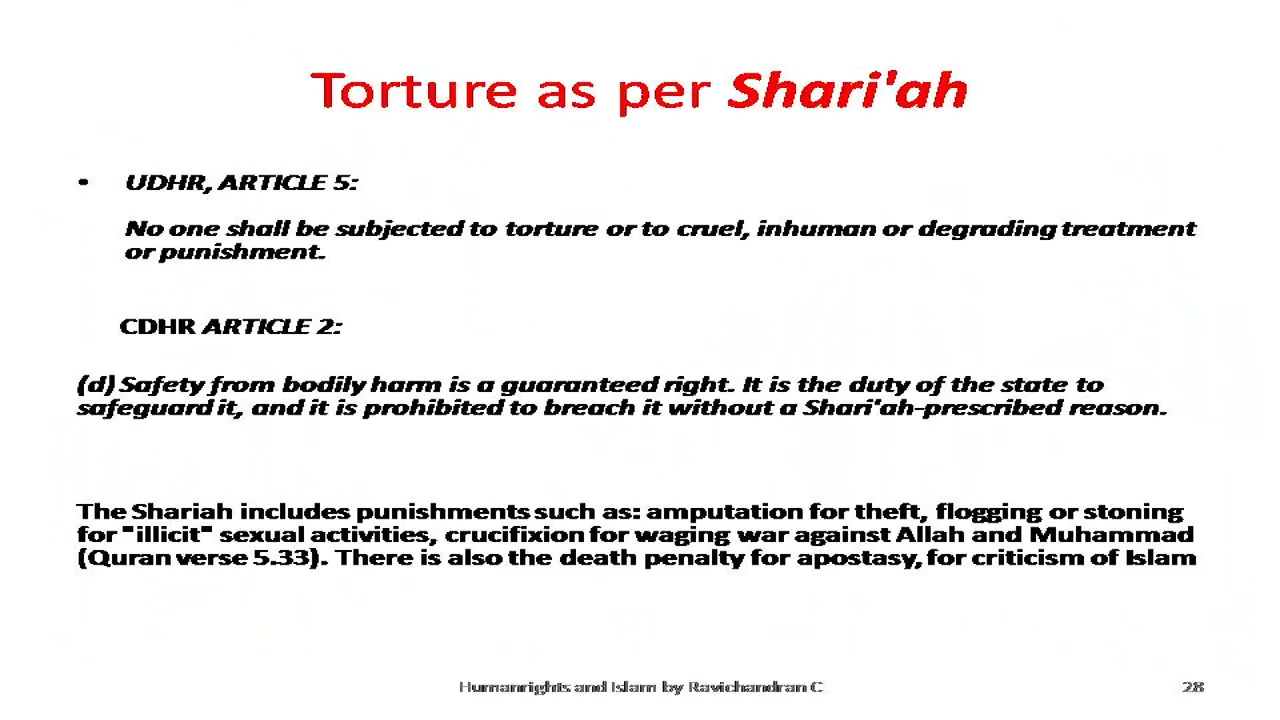 Torture as per Shari'ah
• UDHR, ARTICLE 5:
No one shall be subjected to torture or to cruel, inhuman or degrading treatment
or punishment.
CDHR ARTICLE 2:
(d) Safety from bodily harm is a guaranteed right. It is the duty of the state to
safeguard it, and it is prohibited to breach it without a Shari'ah-prescribed reason.
The Shariah includes punishments such as: amputation for theft, flogging or stoning
for "illicit" sexual activities, crucifixion for waging war against Allah and Muhammad
(Quran verse 5.33). There is also the death penalty for apostasy, for criticism of Islam
Humanrights and Islam by Ravichandran C
28